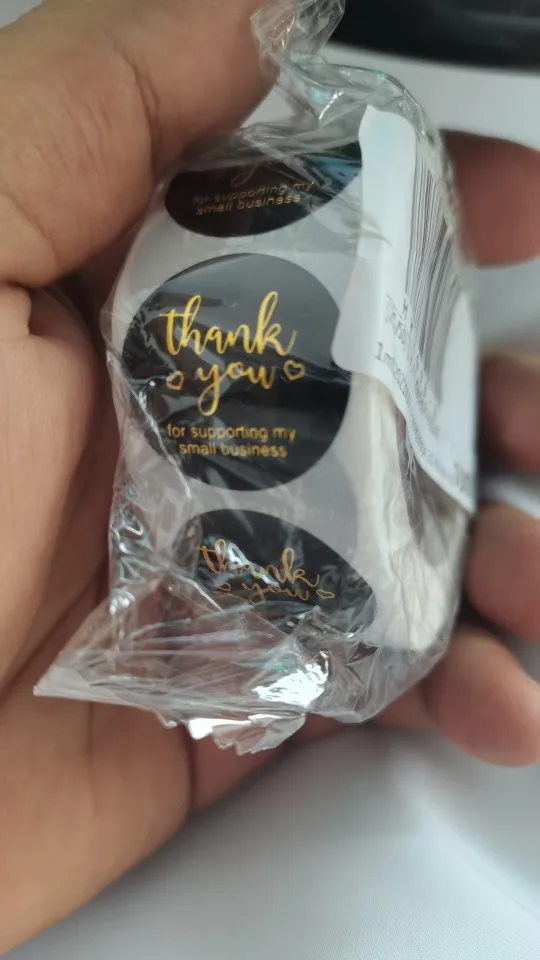 for supporting my
small business
thank
you
for supporting my
small business
thank
you